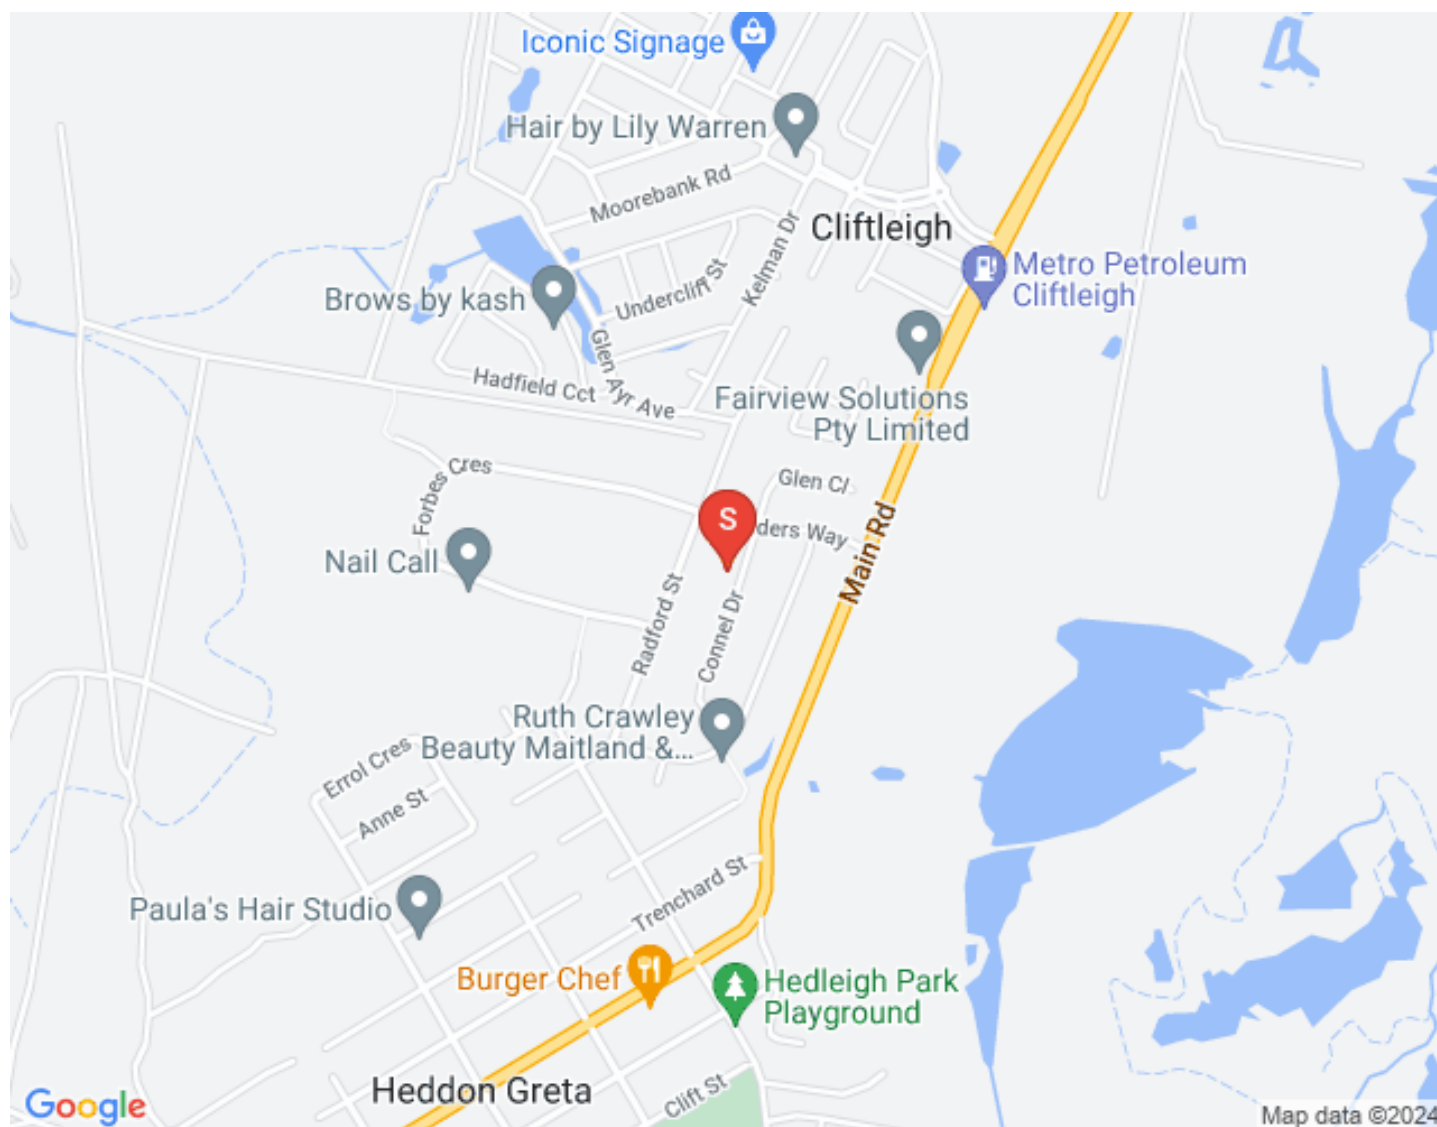 Iconic Signage
Hair by Lily Warren
Moorebank Rd
Kelman Dr
Cliftleigh
Metro Petroleum
Cliftleigh
Undercliff St
Brows by kash
Glen Ayr Ave
Hadfield Cct
Fairview Solutions
Pty Limited
Forbes Cres
Glen Cl
S
ders Way
Main Rd
Nail Call
Radford St
Connel Dr
Ruth Crawley
Beauty Maitland &...
Errol Cres
Anne St
Trenchard St
Paula's Hair Studio
Burger Chef
Hedleigh Park
Playground
Heddon Greta
Clift St
Google
Map data ©2024